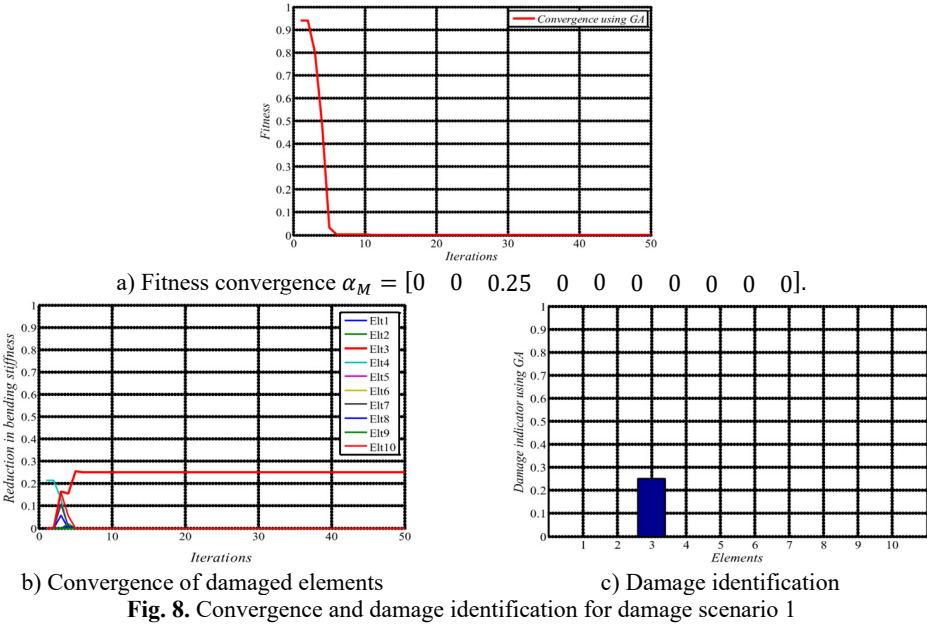 1
0.9
0.8
0.7
0.6
0.5
0.4
0.3
0.2
0.1
0
Fitness
Convergence using GA
0 10 20 30 40 50
Iterations
a) Fitness convergence α_M = [0 0 0.25 0 0 0 0 0 0 0].
1
0.9
0.8
0.7
0.6
0.5
0.4
0.3
0.2
0.1
0
Reduction in bending stiffness
Elt1
Elt2
Elt3
Elt4
Elt5
Elt6
Elt7
Elt8
Elt9
Elt10
0 10 20 30 40 50
Iterations
1
0.9
0.8
0.7
0.6
0.5
0.4
0.3
0.2
0.1
0
Damage indicator using GA
1 2 3 4 5 6 7 8 9 10
Elements
b) Convergence of damaged elements
c) Damage identification
Fig. 8. Convergence and damage identification for damage scenario 1